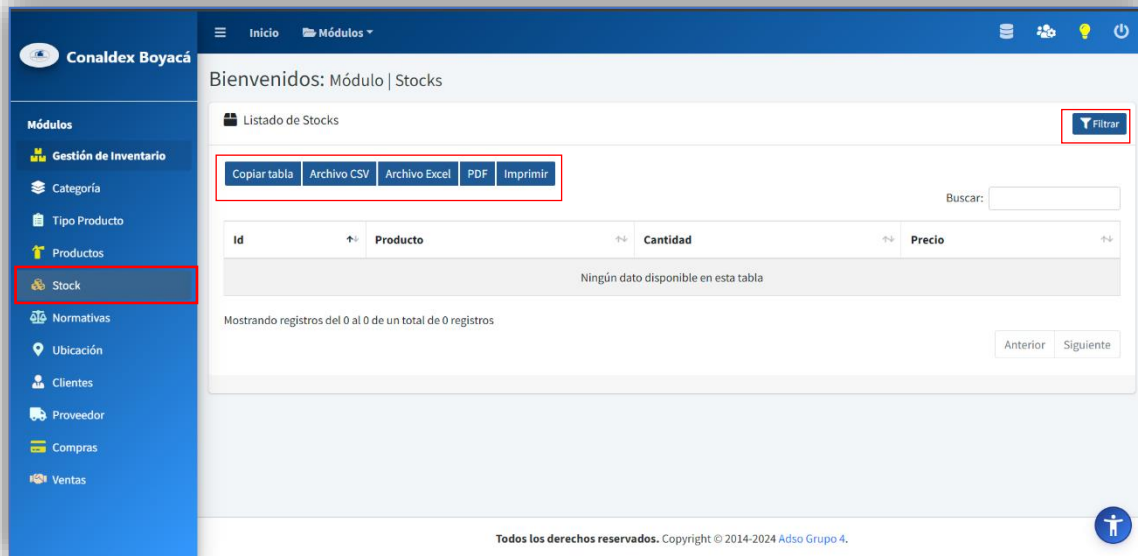 Conaldex Boyacá
Inicio Módulos
Bienvenidos: Módulo | Stocks
Módulos
Gestión de Inventario
Categoría
Tipo Producto
Productos
Stock
Normativas
Ubicación
Clientes
Proveedor
Compras
Ventas
Listado de Stocks
Filtrar
Copiar tabla Archivo CSV Archivo Excel PDF Imprimir
Buscar:
Id Producto Cantidad Precio
Ningún dato disponible en esta tabla
Mostrando registros del 0 al 0 de un total de 0 registros
Anterior Siguiente
Todos los derechos reservados. Copyright © 2014-2024 Adso Grupo 4.